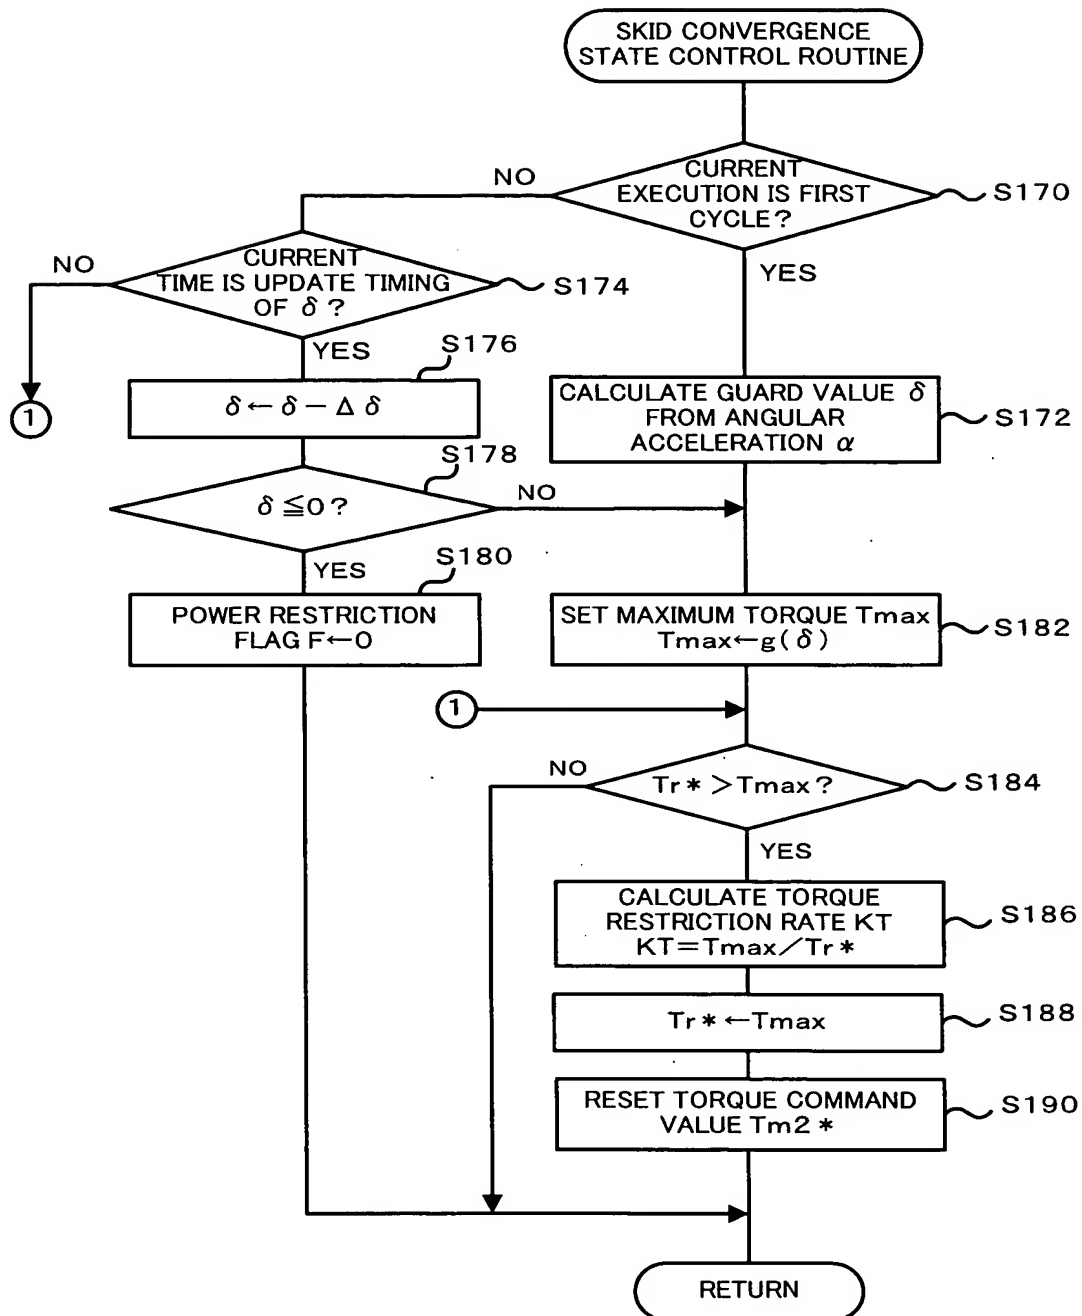 SKID CONVERGENCE
STATE CONTROL ROUTINE
CURRENT
EXECUTION IS FIRST
CYCLE?
S170
NO
YES
CURRENT
TIME IS UPDATE TIMING
OF δ?
S174
NO
YES
1
S176
δ←δ−Δδ
CALCULATE GUARD VALUE δ
FROM ANGULAR
ACCELERATION α
S172
S178
δ≦0?
NO
YES
S180
POWER RESTRICTION
FLAG F←0
SET MAXIMUM TORQUE Tmax
Tmax←g(δ)
S182
1
Tr*>Tmax?
S184
NO
YES
CALCULATE TORQUE
RESTRICTION RATE KT
KT=Tmax/Tr*
S186
Tr*←Tmax
S188
RESET TORQUE COMMAND
VALUE Tm2*
S190
RETURN